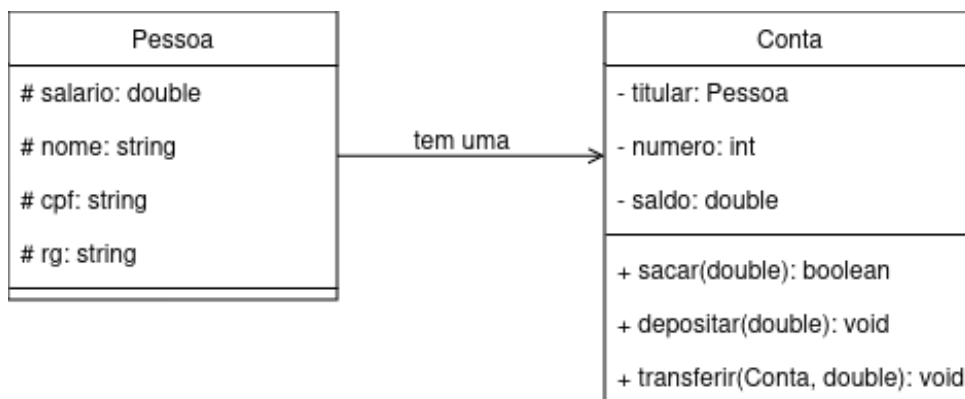 Pessoa
# salario: double
# nome: string
# cpf: string
# rg: string
tem uma
Conta
- titular: Pessoa
- numero: int
- saldo: double
+ sacar(double): boolean
+ depositar(double): void
+ transferir(Conta, double): void